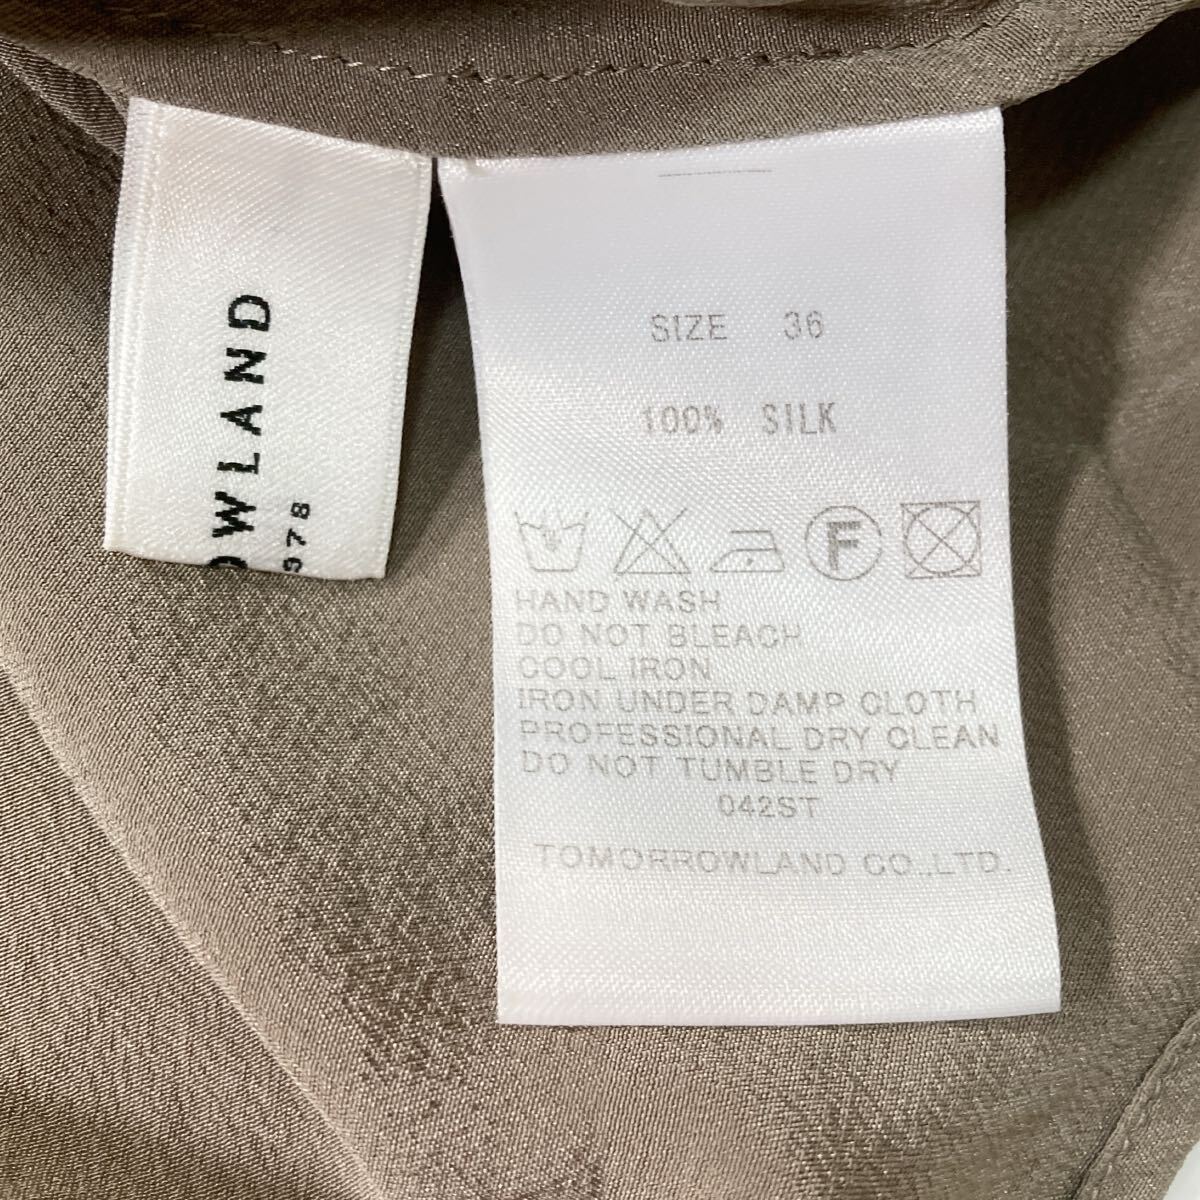 OWLAND
978
SIZE 36
100% SILK
F
HAND WASH
DO NOT BLEACH
COOL IRON
IRON UNDER DAMP CLOTH
PROFESSIONAL DRY CLEAN
DO NOT TUMBLE DRY
042ST
TOMORROWLAND CO.,LTD.